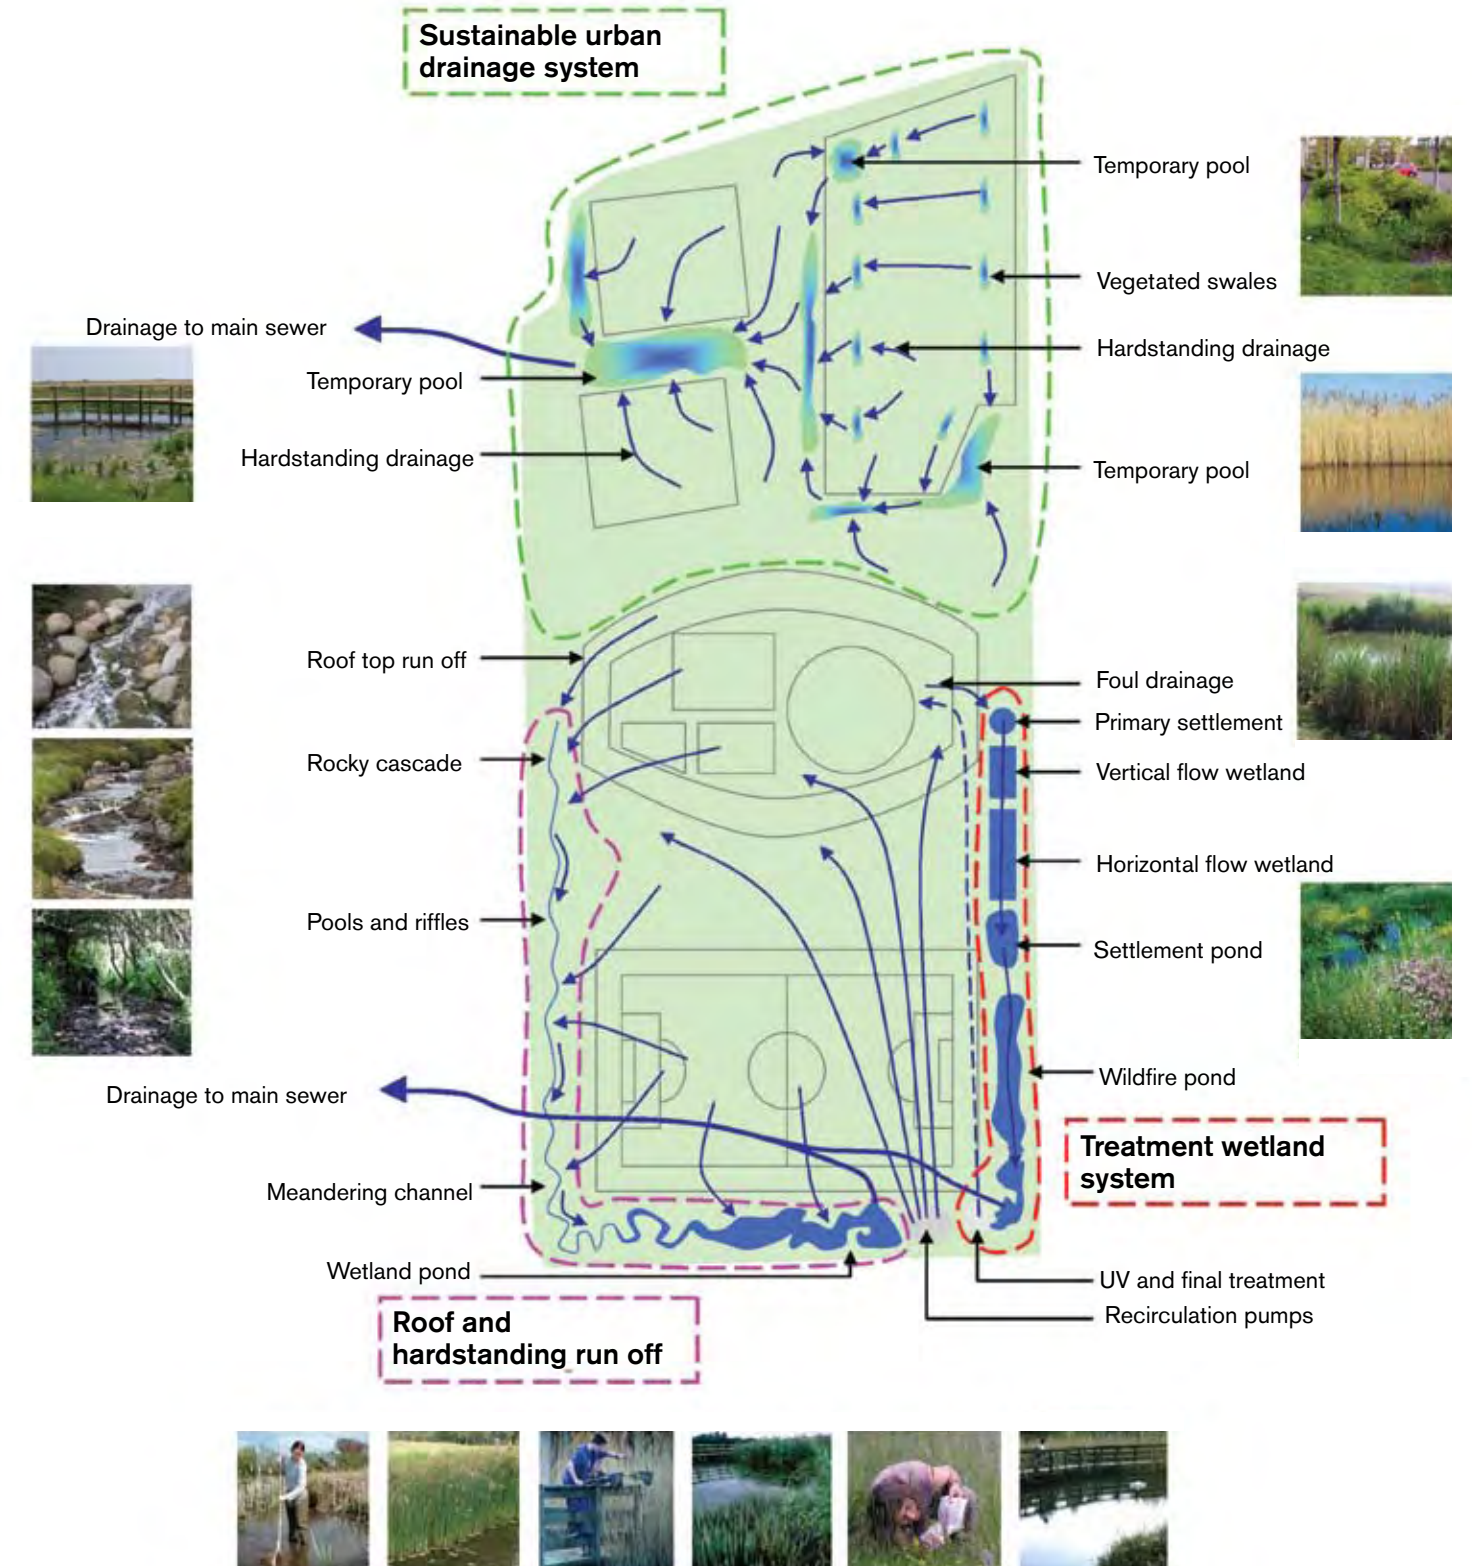 Sustainable urban
drainage system
Temporary pool
Vegetated swales
Drainage to main sewer
Hardstanding drainage
Temporary pool
Hardstanding drainage
Temporary pool
Roof top run off
Foul drainage
Primary settlement
Rocky cascade
Vertical flow wetland
Horizontal flow wetland
Pools and riffles
Settlement pond
Wildfire pond
Drainage to main sewer
Treatment wetland
system
Meandering channel
Wetland pond
UV and final treatment
Recirculation pumps
Roof and
hardstanding run off